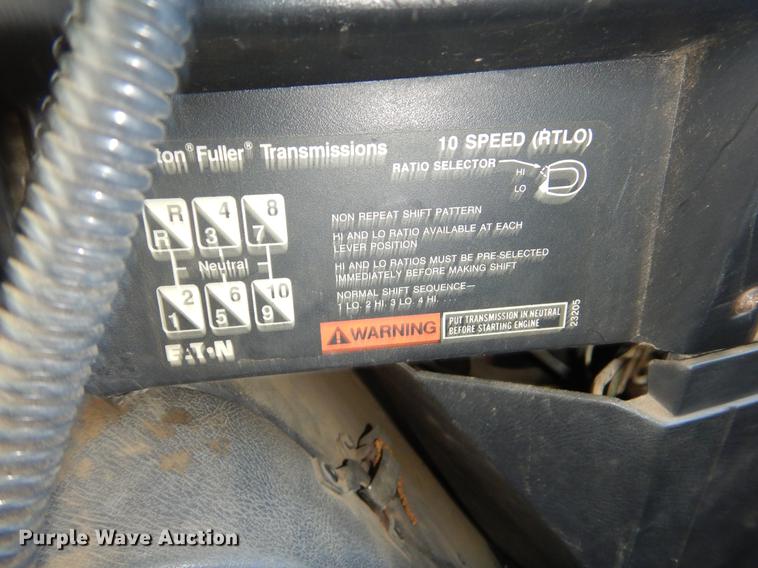 ton® Fuller® Transmissions 10 SPEED (RTLO)
RATIO SELECTOR
HI
LO
R 4 8
R 3 7
Neutral
2 6 10
1 5 9
NON REPEAT SHIFT PATTERN
HI AND LO RATIO AVAILABLE AT EACH
LEVER POSITION
HI AND LO RATIOS MUST BE PRE-SELECTED
IMMEDIATELY BEFORE MAKING SHIFT
NORMAL SHIFT SEQUENCE—
1 LO. 2 HI. 3 LO. 4 HI. . . .
WARNING
PUT TRANSMISSION IN NEUTRAL
BEFORE STARTING ENGINE
23205
EATON
Purple Wave Auction